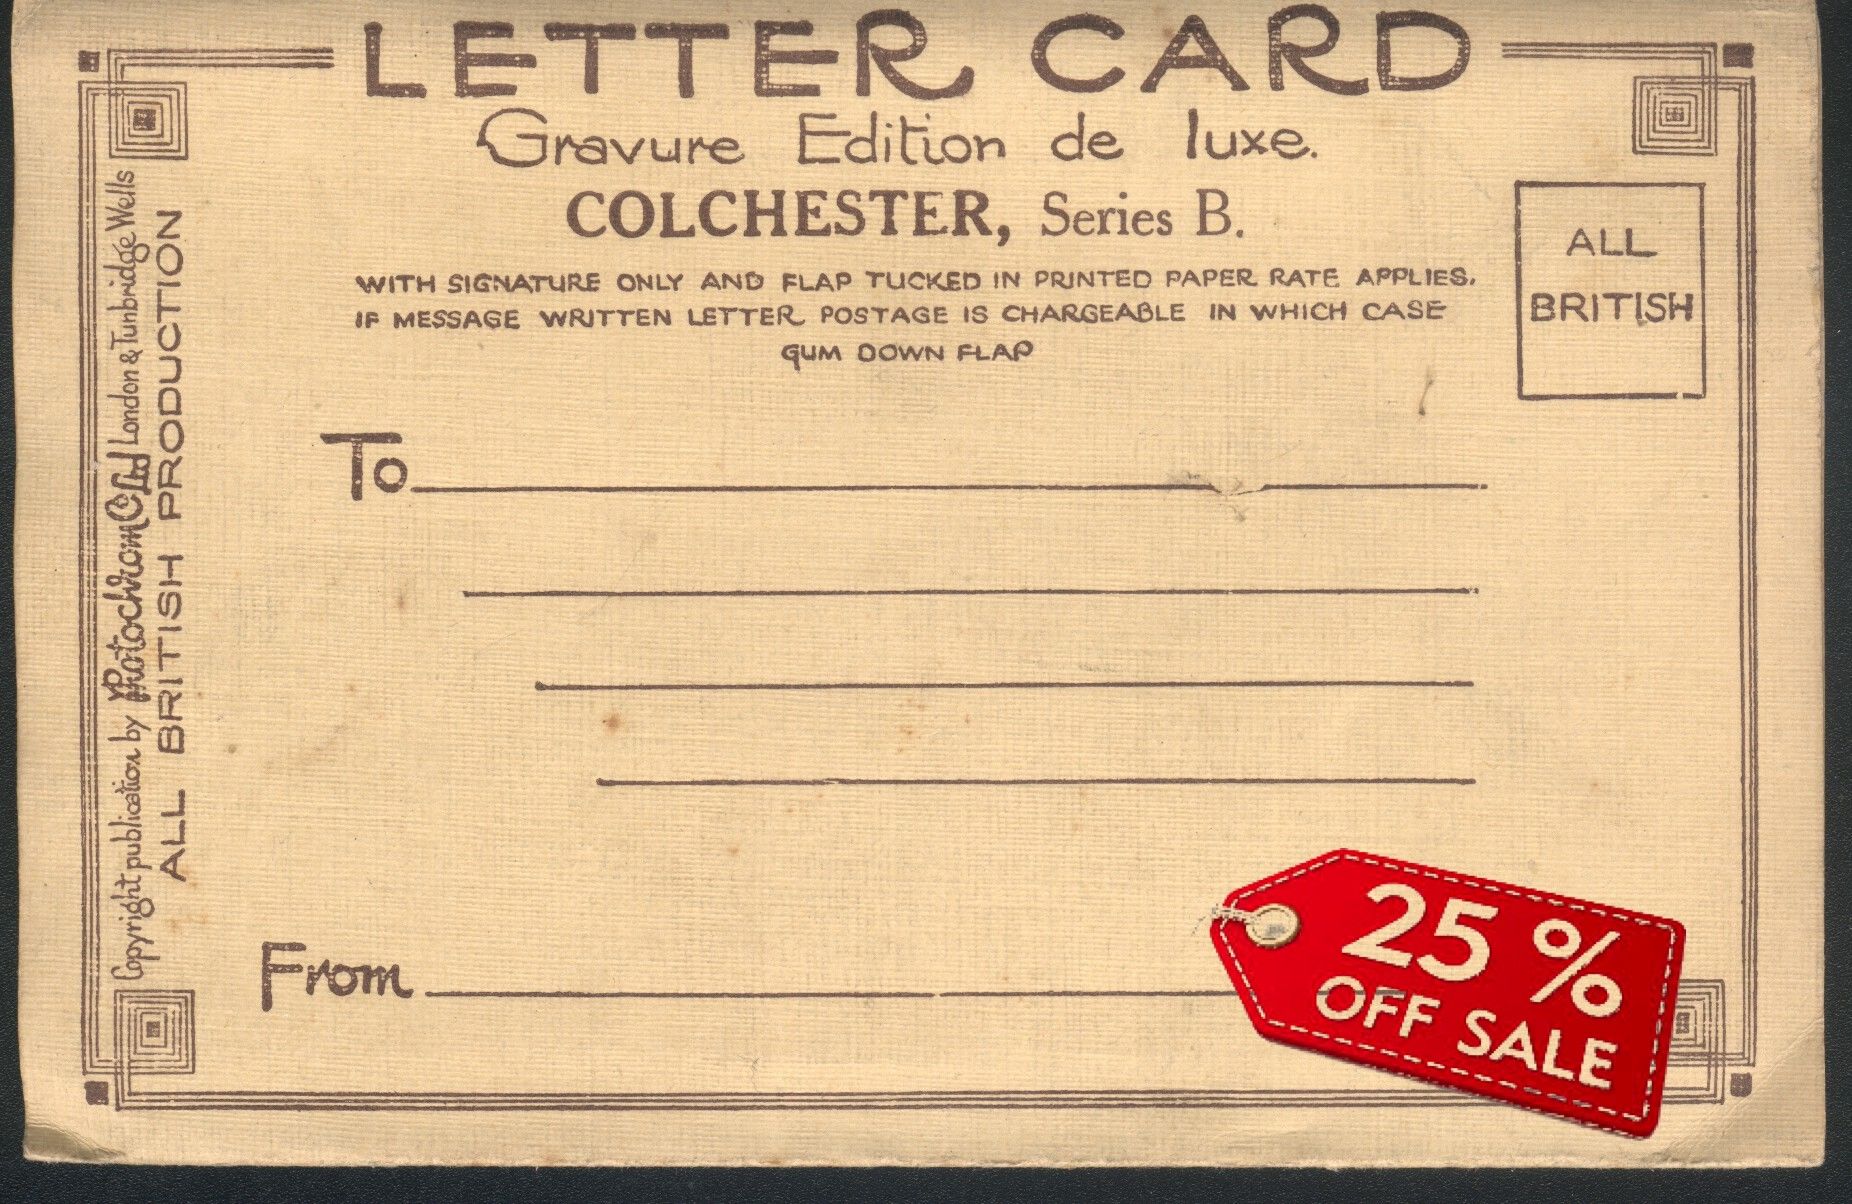 LETTER CARD
Gravure Edition de luxe.
COLCHESTER, Series B.
WITH SIGNATURE ONLY AND FLAP TUCKED IN PRINTED PAPER RATE APPLIES.
IF MESSAGE WRITTEN LETTER POSTAGE IS CHARGEABLE IN WHICH CASE
GUM DOWN FLAP
ALL
BRITISH
To
From
Copyright publication by Photochrom Co Ltd London & Tunbridge Wells
ALL BRITISH PRODUCTION
25 %
OFF SALE